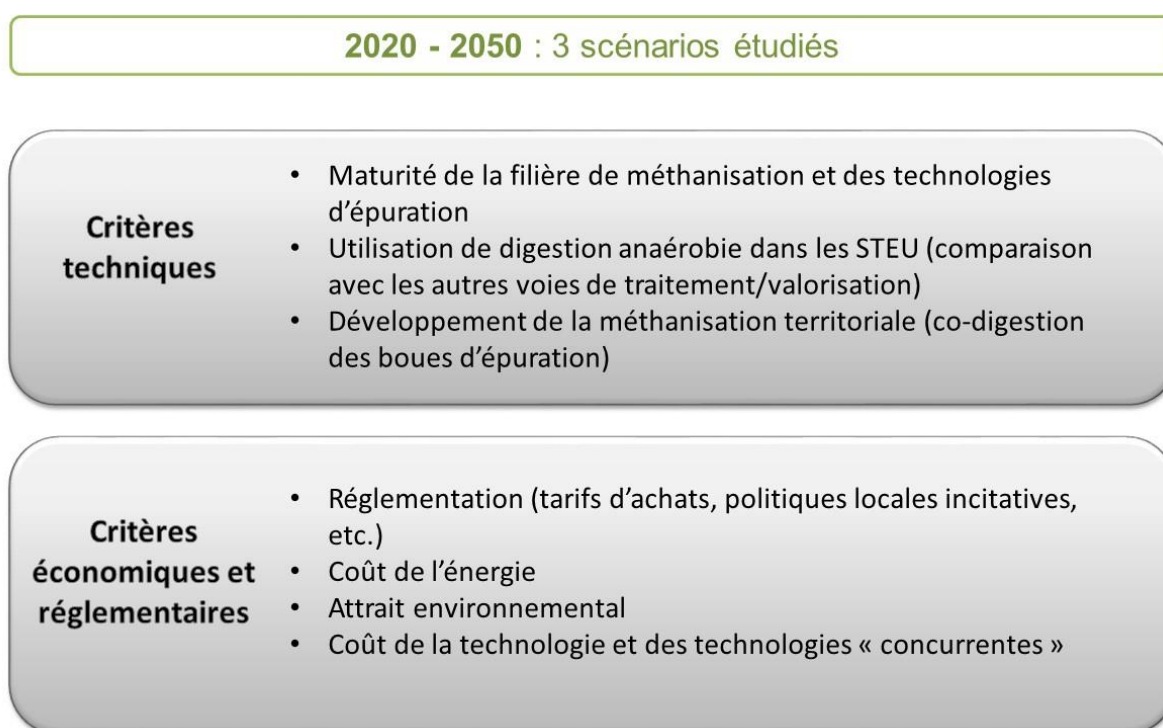 2020 - 2050 : 3 scénarios étudiés
Critères
techniques
• Maturité de la filière de méthanisation et des technologies
d'épuration
• Utilisation de digestion anaérobie dans les STEU (comparaison
avec les autres voies de traitement/valorisation)
• Développement de la méthanisation territoriale (co-digestion
des boues d'épuration)
Critères
économiques et
réglementaires
• Réglementation (tarifs d'achats, politiques locales incitatives,
etc.)
• Coût de l'énergie
• Attrait environnemental
• Coût de la technologie et des technologies « concurrentes »